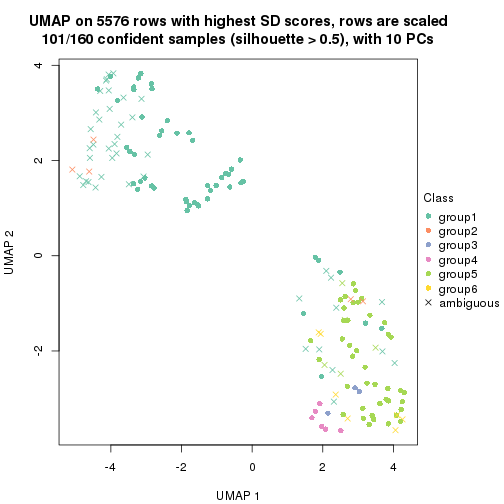 UMAP on 5576 rows with highest SD scores, rows are scaled
101/160 confident samples (silhouette > 0.5), with 10 PCs
4
2
0
-2
UMAP 2
-4
-2
0
2
4
UMAP 1
Class
group1
group2
group3
group4
group5
group6
ambiguous